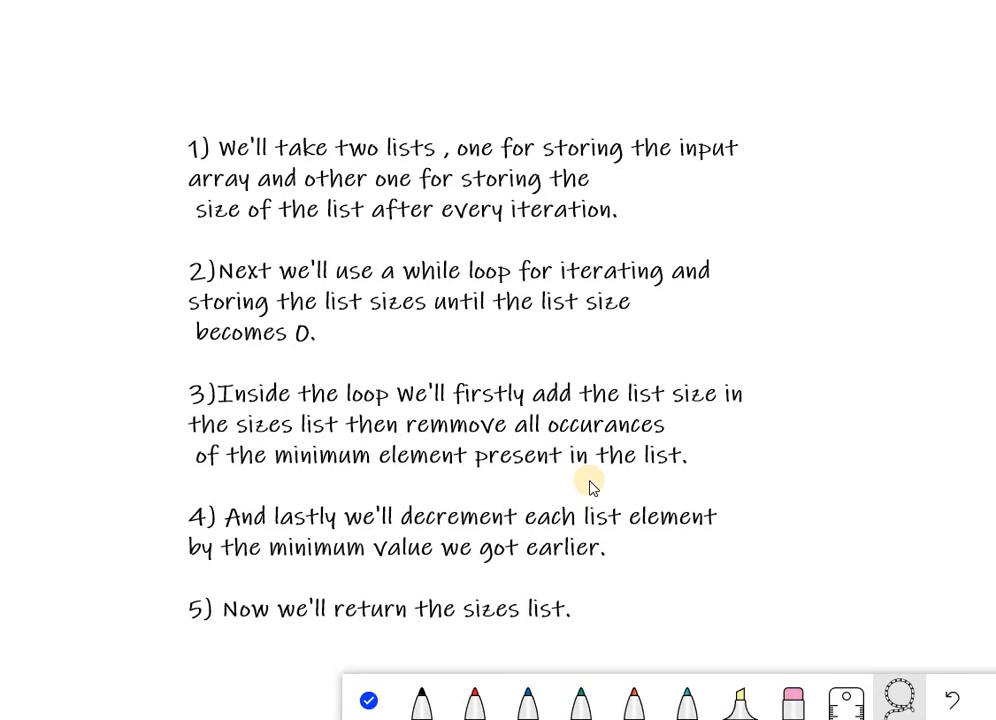 1) We'll take two lists , one for storing the input
array and other one for storing the
size of the list after every iteration.
2)Next we'll use a while loop for iterating and
storing the list sizes until the list size
becomes 0.
3)Inside the loop We'll firstly add the list size in
the sizes list then remmove all occurances
of the minimum element present in the list.
4) And lastly we'll decrement each list element
by the minimum value we got earlier.
5) Now we'll return the sizes list.